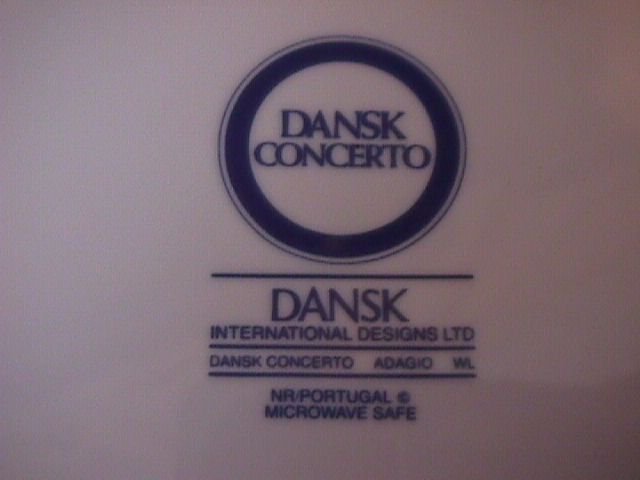 DANSK
CONCERTO
DANSK
INTERNATIONAL DESIGNS LTD
DANSK CONCERTO ADAGIO WL
NR/PORTUGAL ©
MICROWAVE SAFE